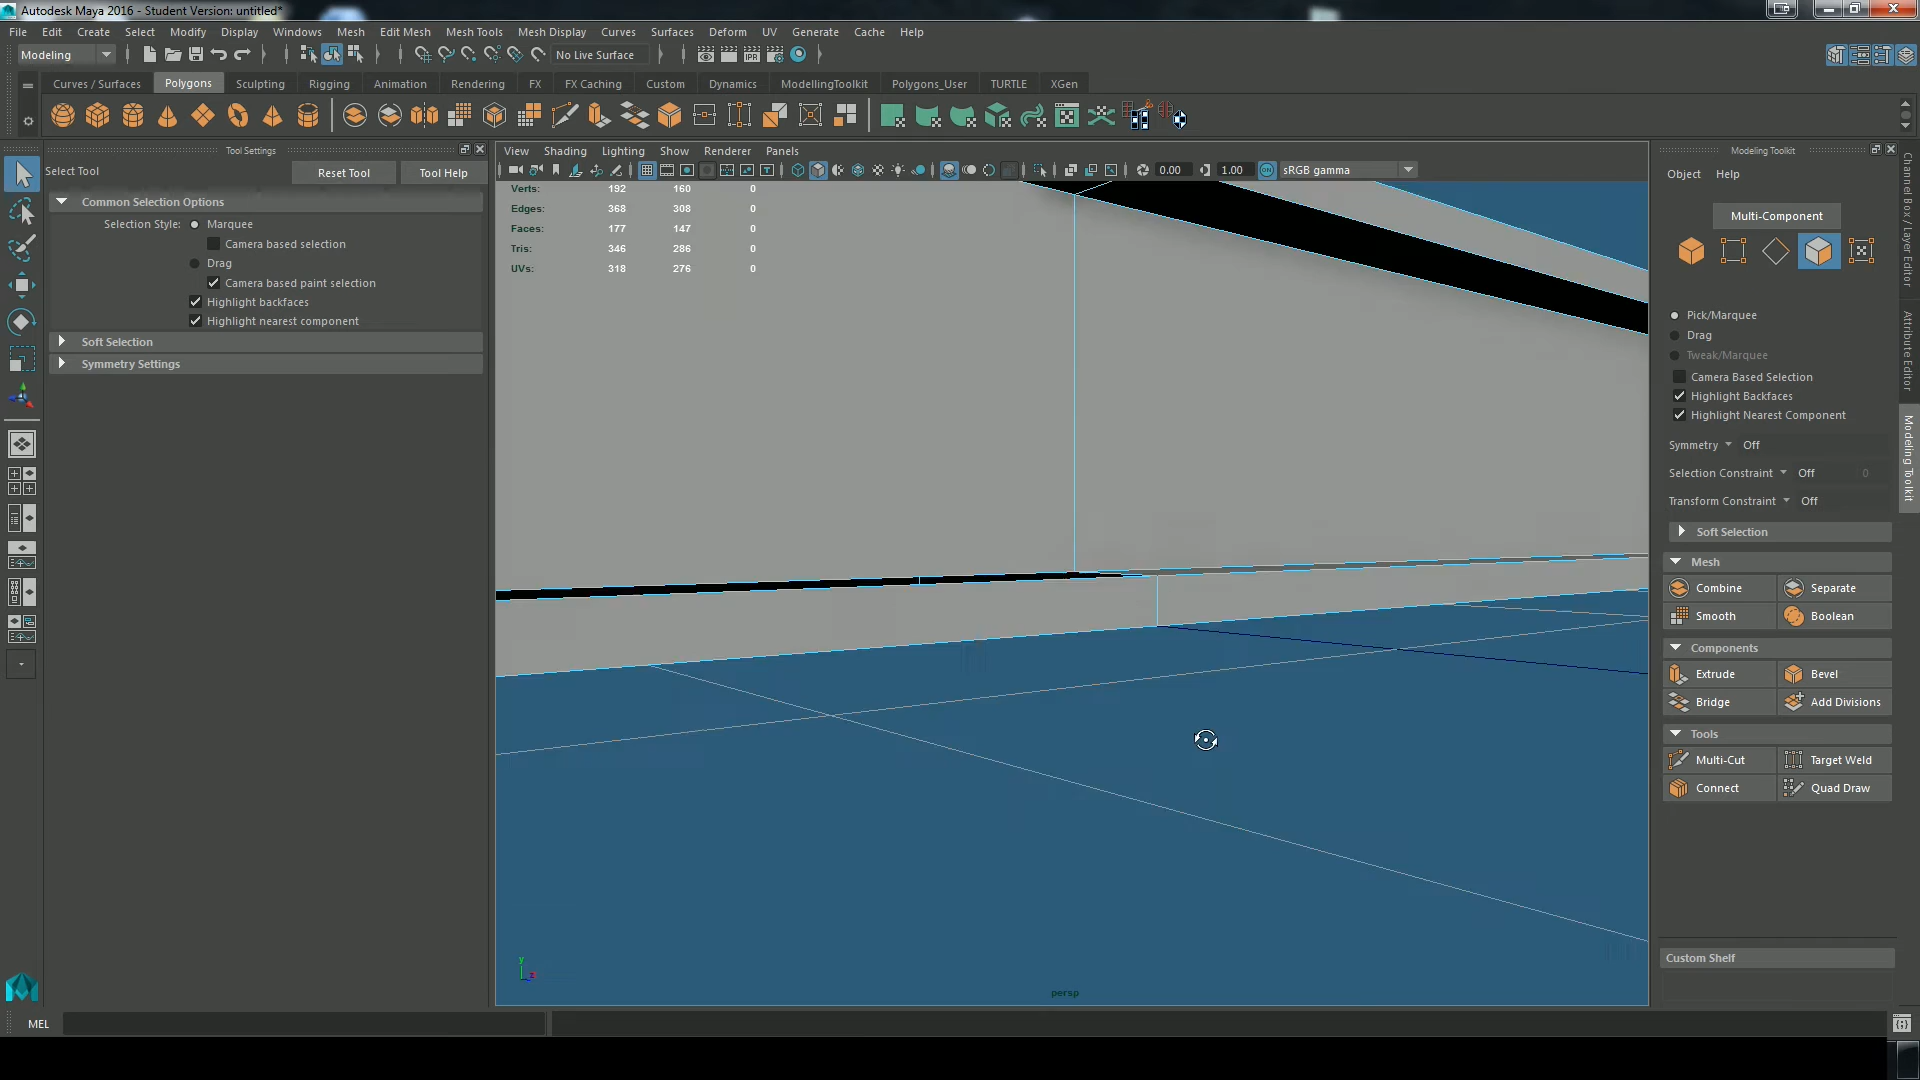 Autodesk Maya 2016 - Student Version: untitled*
File Edit Create Select Modify Display Windows Mesh Edit Mesh Mesh Tools Mesh Display Curves Surfaces Deform UV Generate Cache Help
Modeling No Live Surface
Curves / Surfaces Polygons Sculpting Rigging Animation Rendering FX FX Caching Custom Dynamics ModellingToolkit Polygons_User TURTLE XGen
Tool Settings
Select Tool Reset Tool Tool Help
Common Selection Options
Selection Style: Marquee
Camera based selection
Drag
Camera based paint selection
Highlight backfaces
Highlight nearest component
Soft Selection
Symmetry Settings
View Shading Lighting Show Renderer Panels
0.00 1.00 ON sRGB gamma
Verts: 192 160 0
Edges: 368 308 0
Faces: 177 147 0
Tris: 346 286 0
UVs: 318 276 0
y
z
persp
Modeling Toolkit
Object Help
Multi-Component
Pick/Marquee
Drag
Tweak/Marquee
Camera Based Selection
Highlight Backfaces
Highlight Nearest Component
Symmetry Off
Selection Constraint Off 0
Transform Constraint Off
Soft Selection
Mesh
Combine Separate
Smooth Boolean
Components
Extrude Bevel
Bridge Add Divisions
Tools
Multi-Cut Target Weld
Connect Quad Draw
Custom Shelf
Channel Box / Layer Editor
Attribute Editor
Modeling Toolkit
MEL